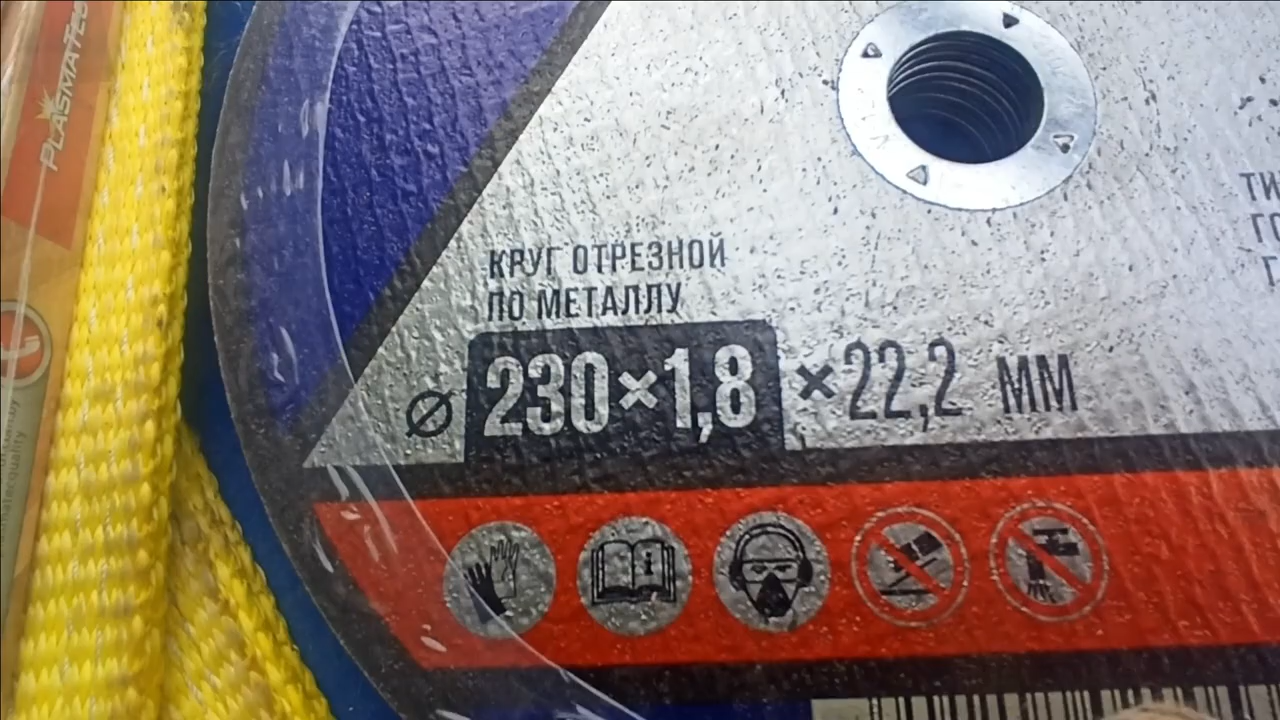 PLASMATEC
КРУГ ОТРЕЗНОЙ
ПО МЕТАЛЛУ
Ø 230×1,8 ×22,2 ММ